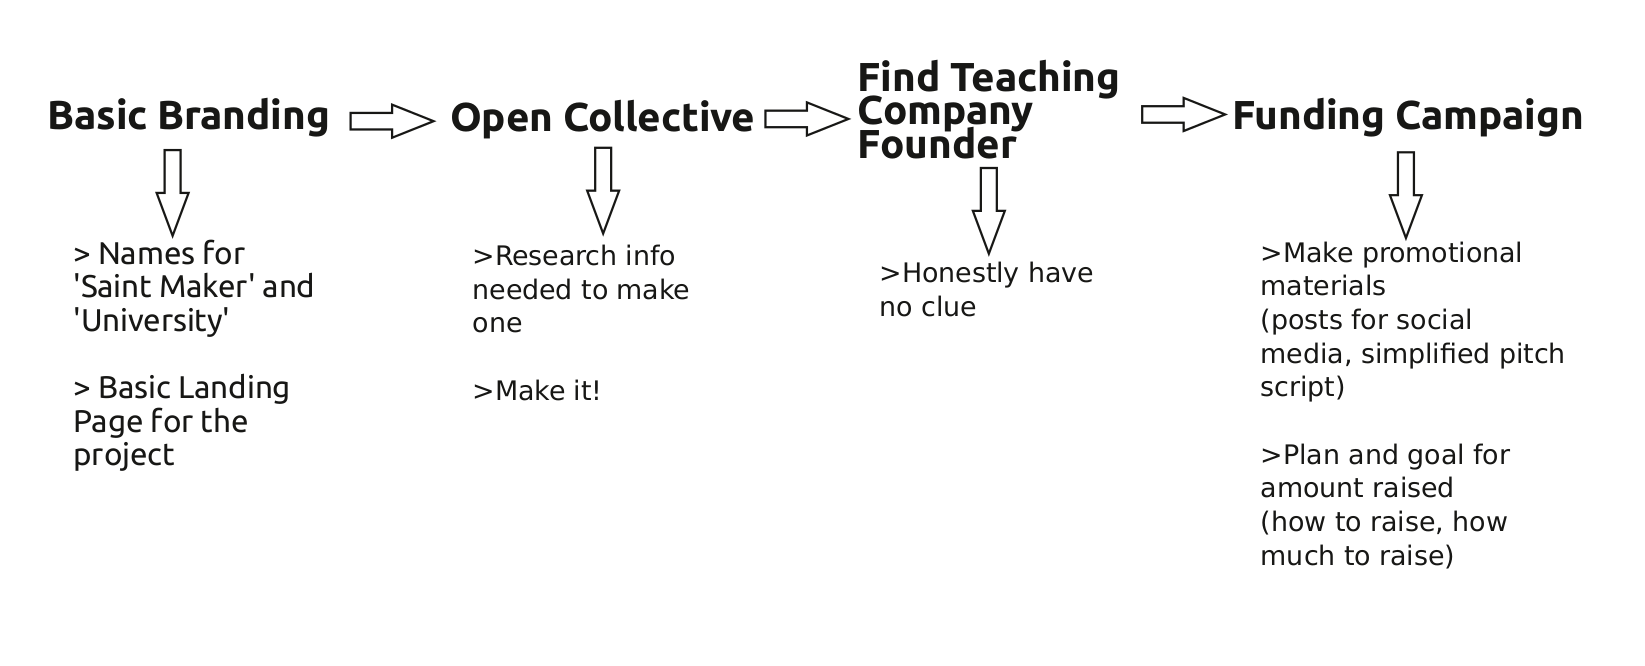 Basic Branding
> Names for
'Saint Maker' and
'University'
> Basic Landing
Page for the
project
Open Collective
>Research info
needed to make
one
>Make it!
Find Teaching
Company
Founder
>Honestly have
no clue
Funding Campaign
>Make promotional
materials
(posts for social
media, simplified pitch
script)
>Plan and goal for
amount raised
(how to raise, how
much to raise)